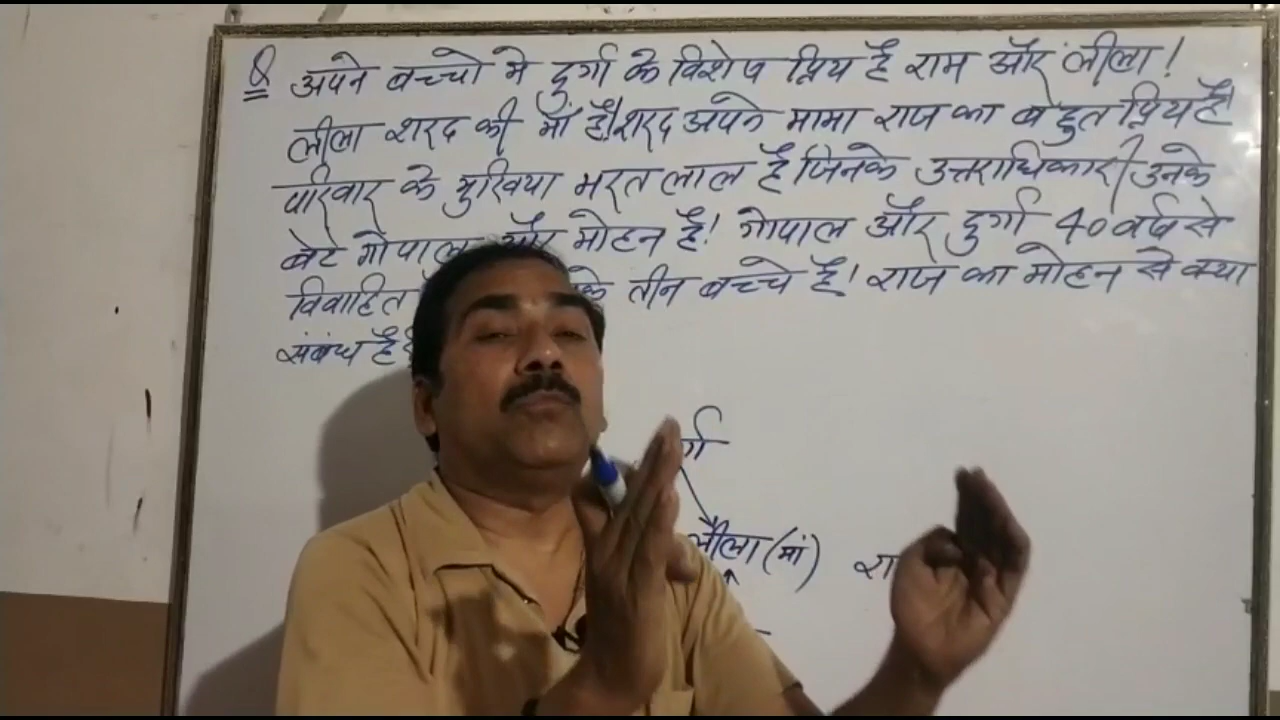 Q अपने बच्चो मे दुर्गा के विशेष प्रिय है राम और लीला!
लीला शरद की माँ है! शरद अपने मामा राज का बहुत प्रिय है!
परिवार के मुखिया भरत लाल है जिनके उत्तराधिकारी उनके
बेटे गोपाल और मोहन है! गोपाल और दुर्गा 40 वर्ष से
विवाहित के तीन बच्चे है! राज का मोहन से क्या
संबंध है?
र्गा
लीला (मां) रा